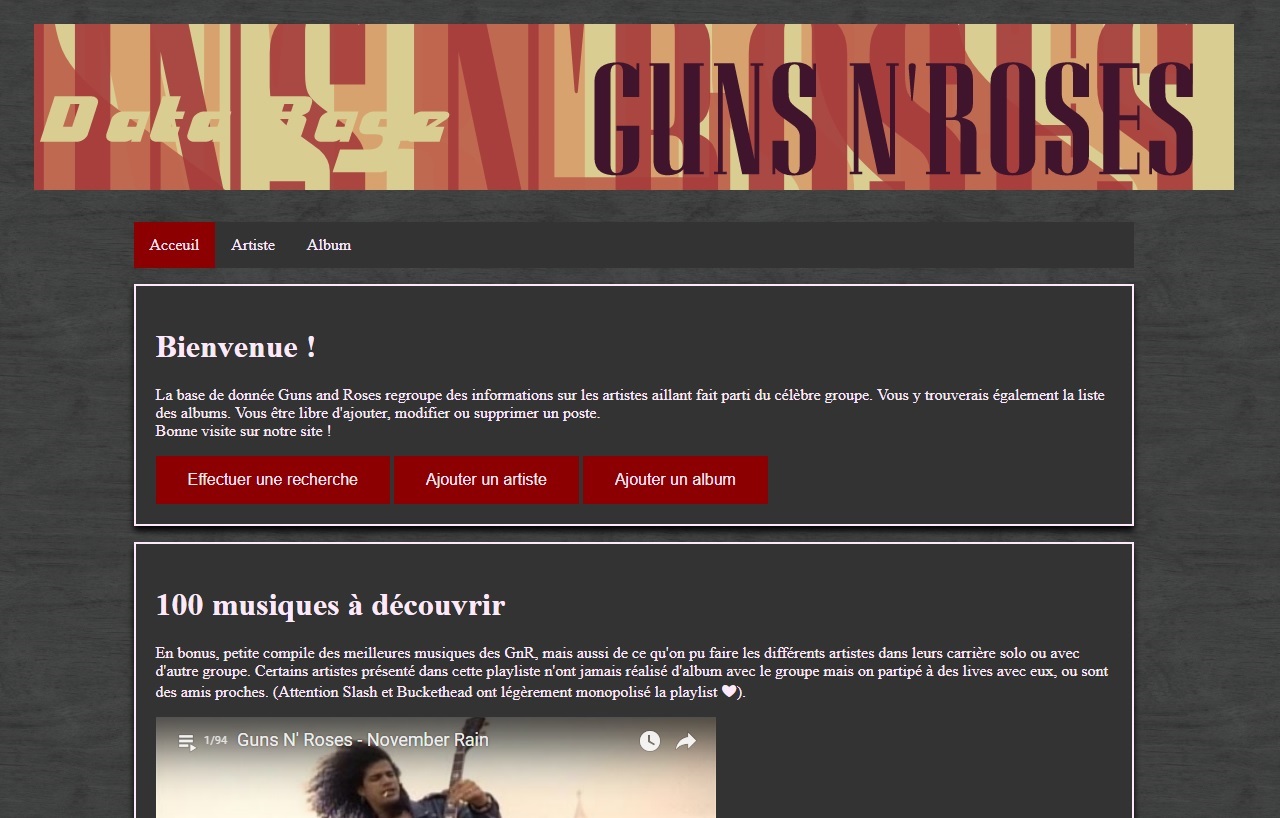 Data Base
GUNS N'ROSES
Acceuil Artiste Album
Bienvenue !
La base de donnée Guns and Roses regroupe des informations sur les artistes aillant fait parti du célèbre groupe. Vous y trouverais également la liste
des albums. Vous être libre d'ajouter, modifier ou supprimer un poste.
Bonne visite sur notre site !
Effectuer une recherche Ajouter un artiste Ajouter un album
100 musiques à découvrir
En bonus, petite compile des meilleures musiques des GnR, mais aussi de ce qu'on pu faire les différents artistes dans leurs carrière solo ou avec
d'autre groupe. Certains artistes présenté dans cette playliste n'ont jamais réalisé d'album avec le groupe mais on partipé à des lives avec eux, ou sont
des amis proches. (Attention Slash et Buckethead ont légèrement monopolisé la playlist ♥).
1/94 Guns N' Roses - November Rain